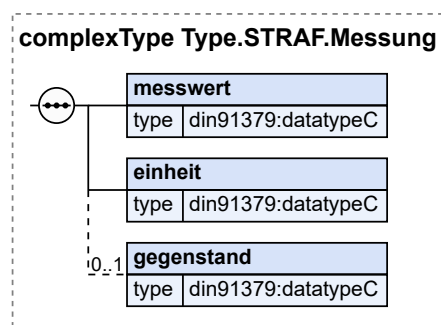 complexType Type.STRAF.Messung
messwert
type din91379:datatypeC
einheit
type din91379:datatypeC
0..1
gegenstand
type din91379:datatypeC